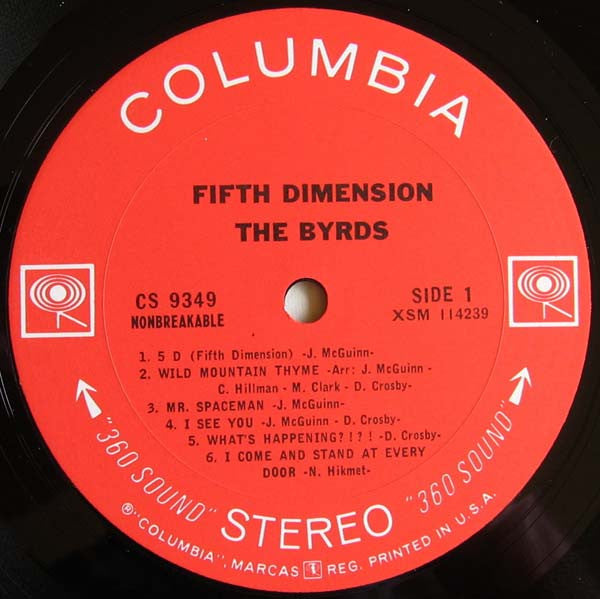 COLUMBIA
FIFTH DIMENSION
THE BYRDS
CS 9349
NONBREAKABLE
SIDE 1
XSM 114239
1. 5 D (Fifth Dimension) -J. McGuinn-
2. WILD MOUNTAIN THYME -Arr: J. McGuinn -
C. Hillman - M. Clark - D. Crosby-
3. MR. SPACEMAN -J. McGuinn-
4. I SEE YOU -J. McGuinn - D. Crosby-
5. WHAT'S HAPPENING?!?! -D. Crosby-
6. I COME AND STAND AT EVERY
DOOR -N. Hikmet-
"360 SOUND" STEREO "360 SOUND"
®"COLUMBIA", MARCAS REG. PRINTED IN U.S.A.